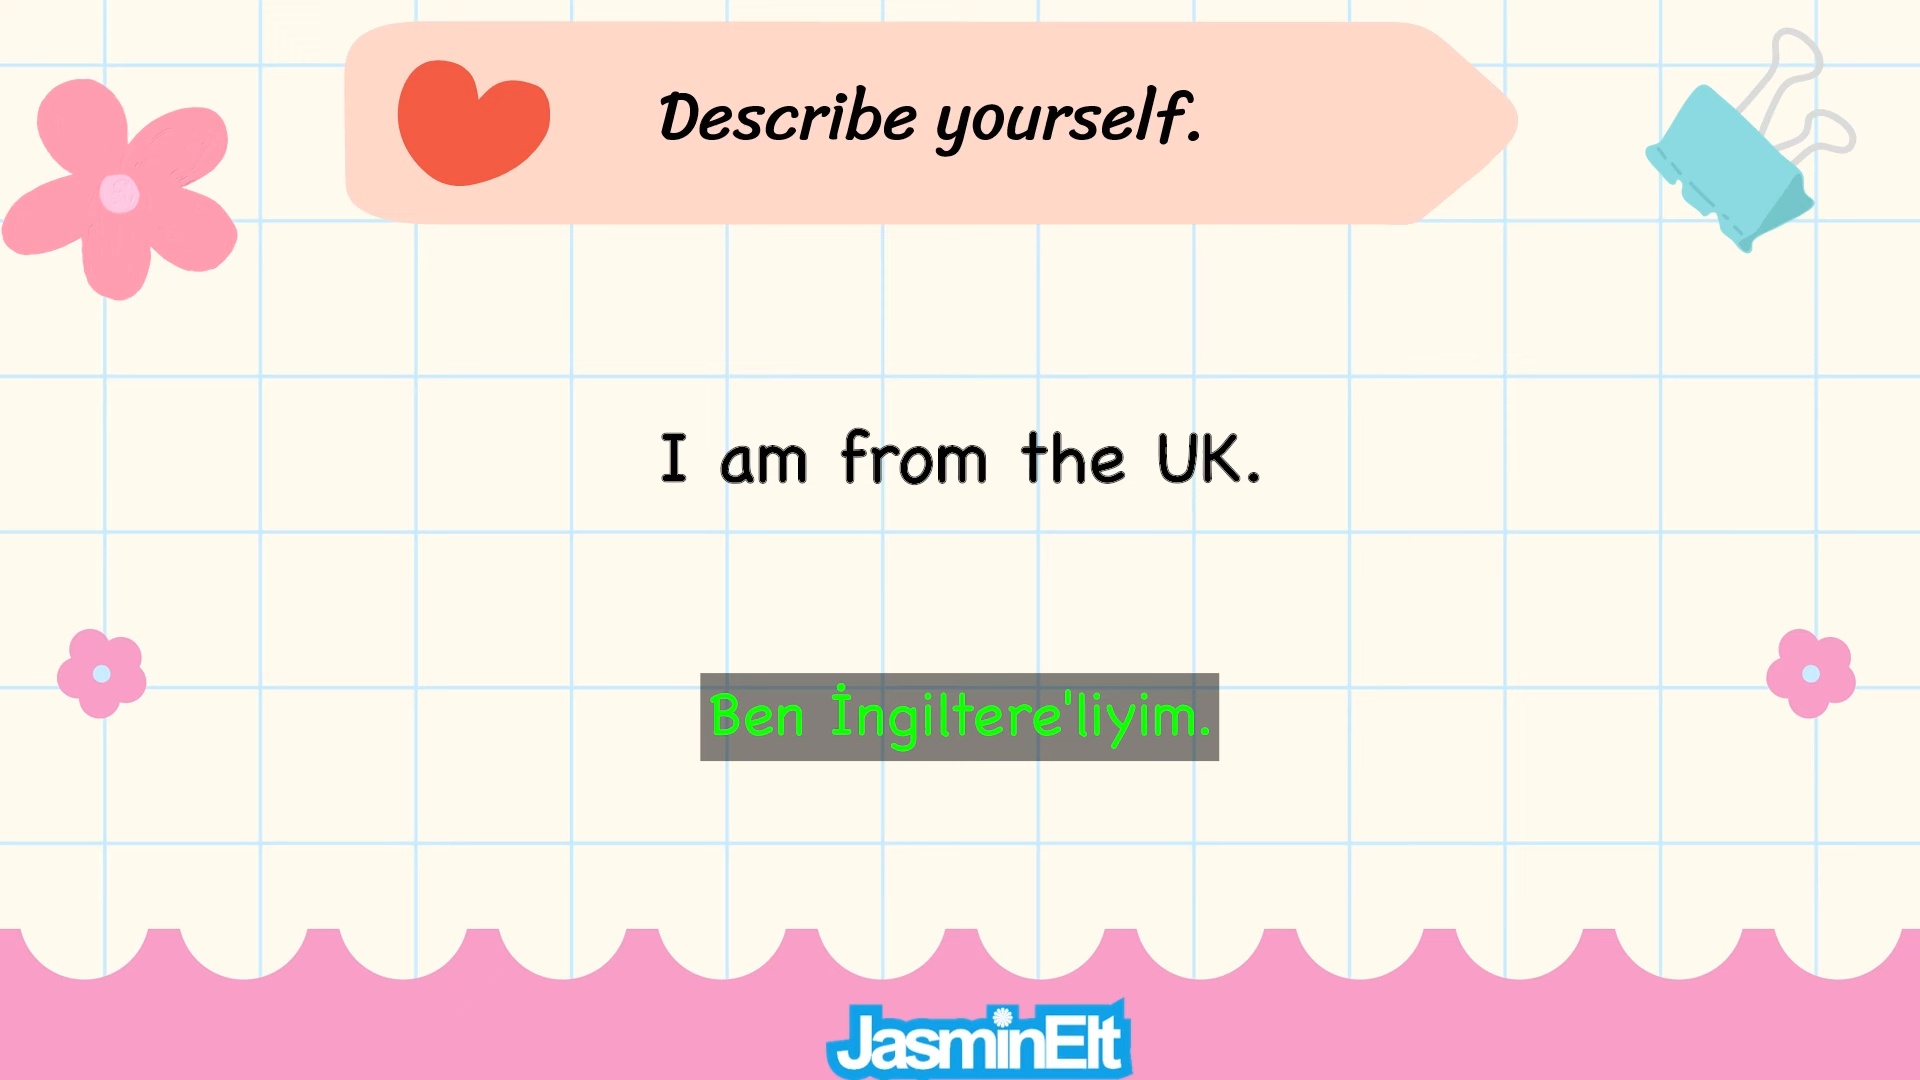 Describe yourself.
I am from the UK.
Ben İngiltere'liyim.
JasminElt